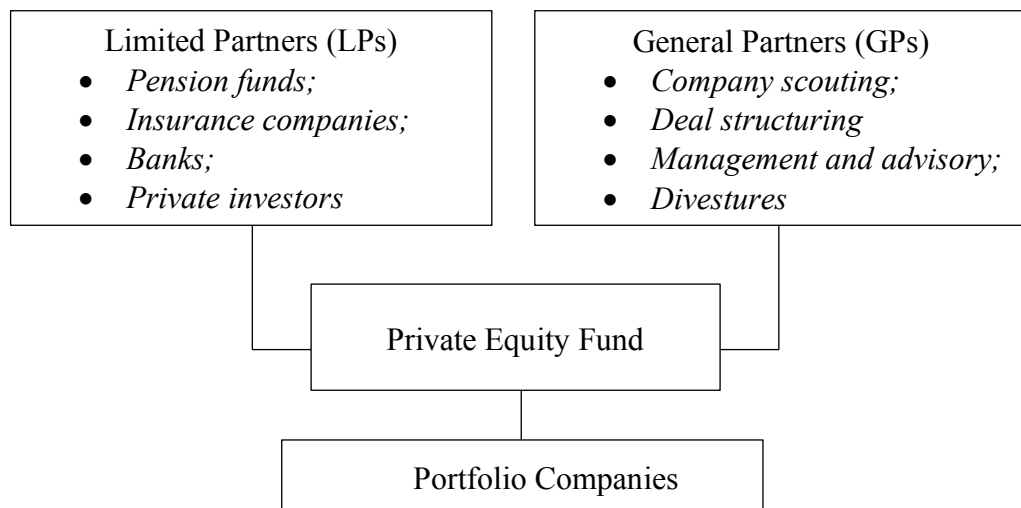 Limited Partners (LPs)
• Pension funds;
• Insurance companies;
• Banks;
• Private investors
General Partners (GPs)
• Company scouting;
• Deal structuring
• Management and advisory;
• Divestures
Private Equity Fund
Portfolio Companies